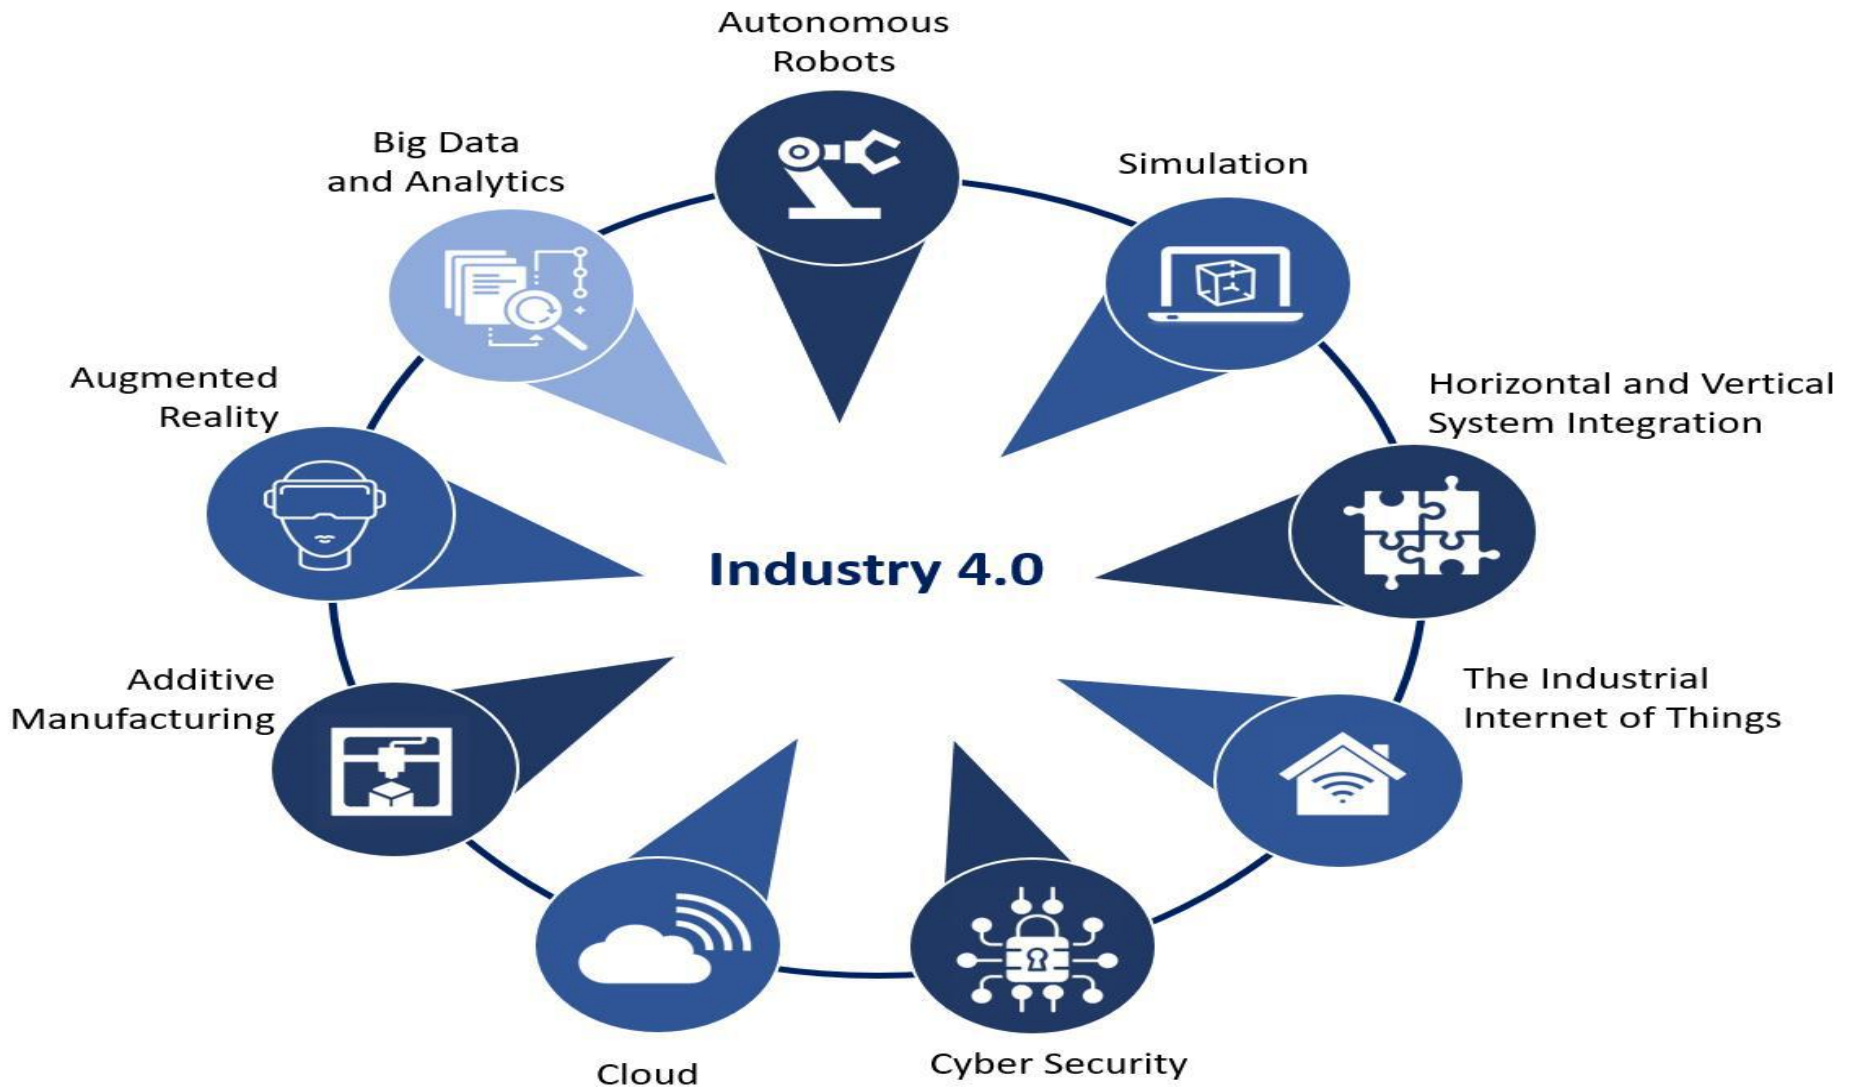 Autonomous
Robots
Big Data
and Analytics
Simulation
Augmented
Reality
Horizontal and Vertical
System Integration
Industry 4.0
Additive
Manufacturing
The Industrial
Internet of Things
Cloud
Cyber Security